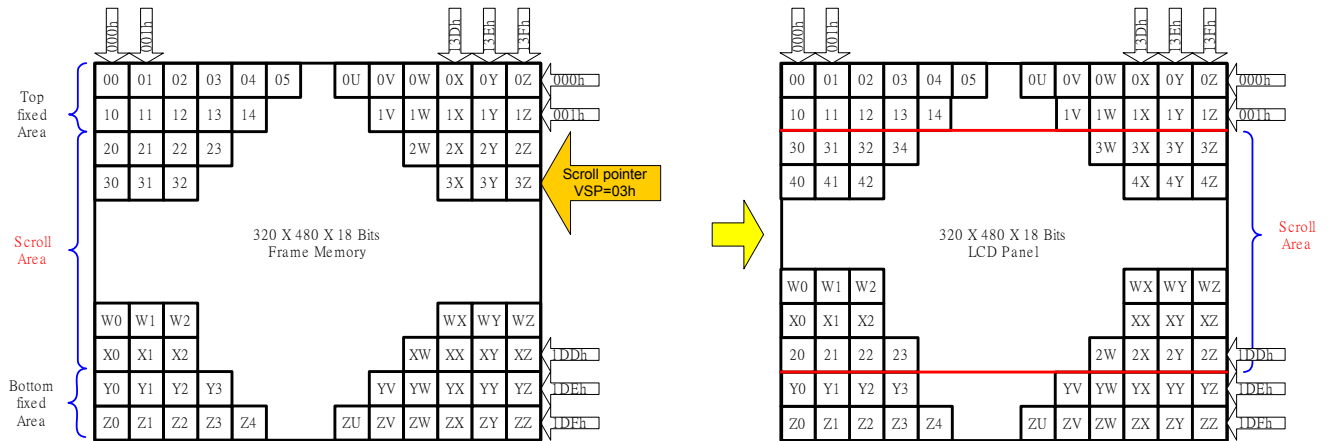 000h 001h 3Dh 3Eh 3Fh
Top
fixed
Area
00 01 02 03 04 05 0U 0V 0W 0X 0Y 0Z 000h
10 11 12 13 14 1V 1W 1X 1Y 1Z 001h
20 21 22 23 2W 2X 2Y 2Z
30 31 32 3X 3Y 3Z
Scroll pointer
VSP=03h
Scroll
Area
320 X 480 X 18 Bits
Frame Memory
W0 W1 W2 WX WY WZ
X0 X1 X2 XW XX XY XZ 1DDh
Bottom
fixed
Area
Y0 Y1 Y2 Y3 YV YW YX YY YZ 1DEh
Z0 Z1 Z2 Z3 Z4 ZU ZV ZW ZX ZY ZZ 1DFh
000h 001h 3Dh 3Eh 3Fh
00 01 02 03 04 05 0U 0V 0W 0X 0Y 0Z 000h
10 11 12 13 14 1V 1W 1X 1Y 1Z 001h
30 31 32 34 3W 3X 3Y 3Z
40 41 42 4X 4Y 4Z
320 X 480 X 18 Bits
LCD Panel
Scroll
Area
W0 W1 W2 WX WY WZ
X0 X1 X2 XX XY XZ
20 21 22 23 2W 2X 2Y 2Z 1DDh
Y0 Y1 Y2 Y3 YV YW YX YY YZ 1DEh
Z0 Z1 Z2 Z3 Z4 ZU ZV ZW ZX ZY ZZ 1DFh